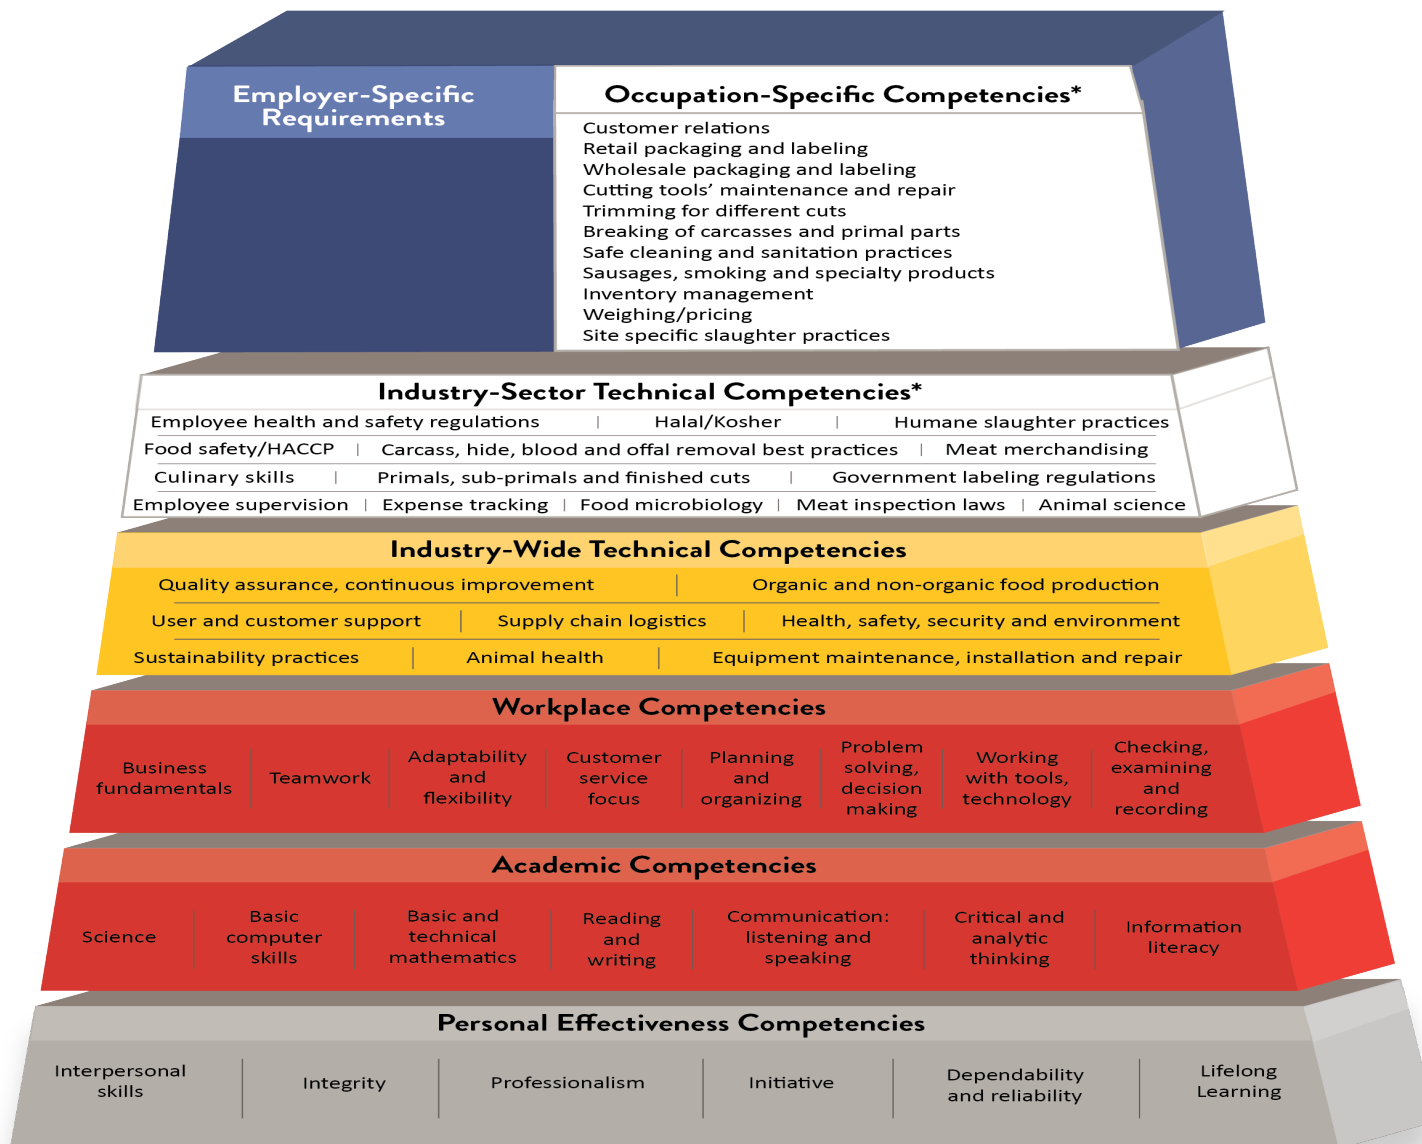 Employer-Specific
Requirements
Occupation-Specific Competencies*
Customer relations
Retail packaging and labeling
Wholesale packaging and labeling
Cutting tools’ maintenance and repair
Trimming for different cuts
Breaking of carcasses and primal parts
Safe cleaning and sanitation practices
Sausages, smoking and specialty products
Inventory management
Weighing/pricing
Site specific slaughter practices
Industry-Sector Technical Competencies*
Employee health and safety regulations | Halal/Kosher | Humane slaughter practices
Food safety/HACCP | Carcass, hide, blood and offal removal best practices | Meat merchandising
Culinary skills | Primals, sub-primals and finished cuts | Government labeling regulations
Employee supervision | Expense tracking | Food microbiology | Meat inspection laws | Animal science
Industry-Wide Technical Competencies
Quality assurance, continuous improvement | Organic and non-organic food production
User and customer support | Supply chain logistics | Health, safety, security and environment
Sustainability practices | Animal health | Equipment maintenance, installation and repair
Workplace Competencies
Business
fundamentals
Teamwork
Adaptability
and
flexibility
Customer
service
focus
Planning
and
organizing
Problem
solving,
decision
making
Working
with tools,
technology
Checking,
examining
and
recording
Academic Competencies
Science
Basic
computer
skills
Basic and
technical
mathematics
Reading
and
writing
Communication:
listening and
speaking
Critical and
analytic
thinking
Information
literacy
Personal Effectiveness Competencies
Interpersonal
skills
Integrity
Professionalism
Initiative
Dependability
and reliability
Lifelong
Learning